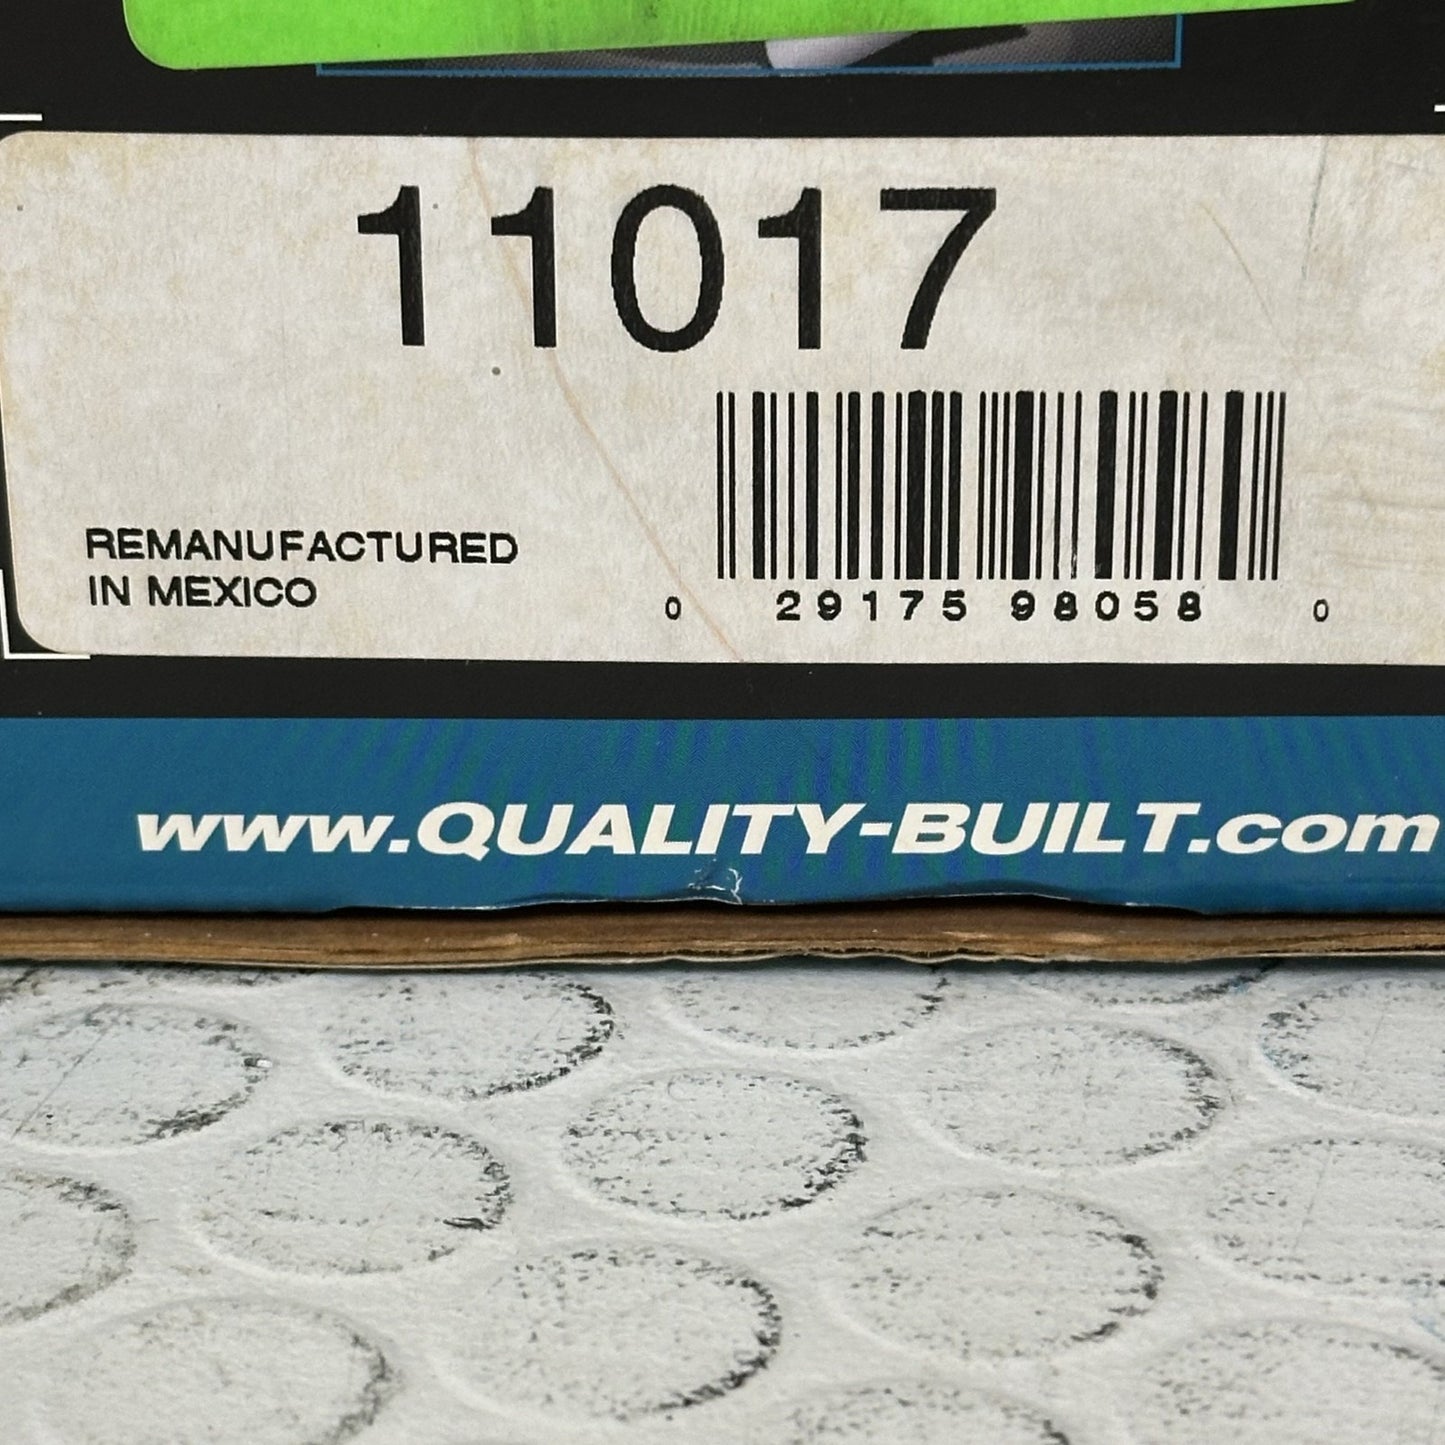 11017
REMANUFACTURED
IN MEXICO
0 29175 98058 0
www.QUALITY-BUILT.com